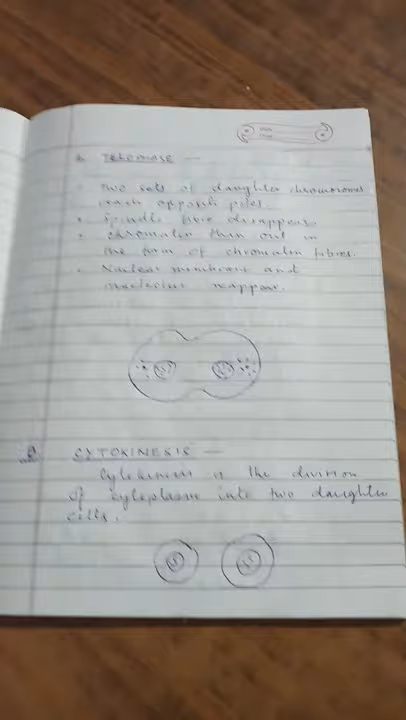 TELOPHASE —
Two sets of daughter chromosomes
reach opposite poles.
Spindle fibre disappear.
Chromatin thin out in
the form of chromatin fibres.
Nuclear membrane and
nucleolus reappear.
CYTOKINESIS —
Cytokinesis is the division
of cytoplasm into two daughter
cells.